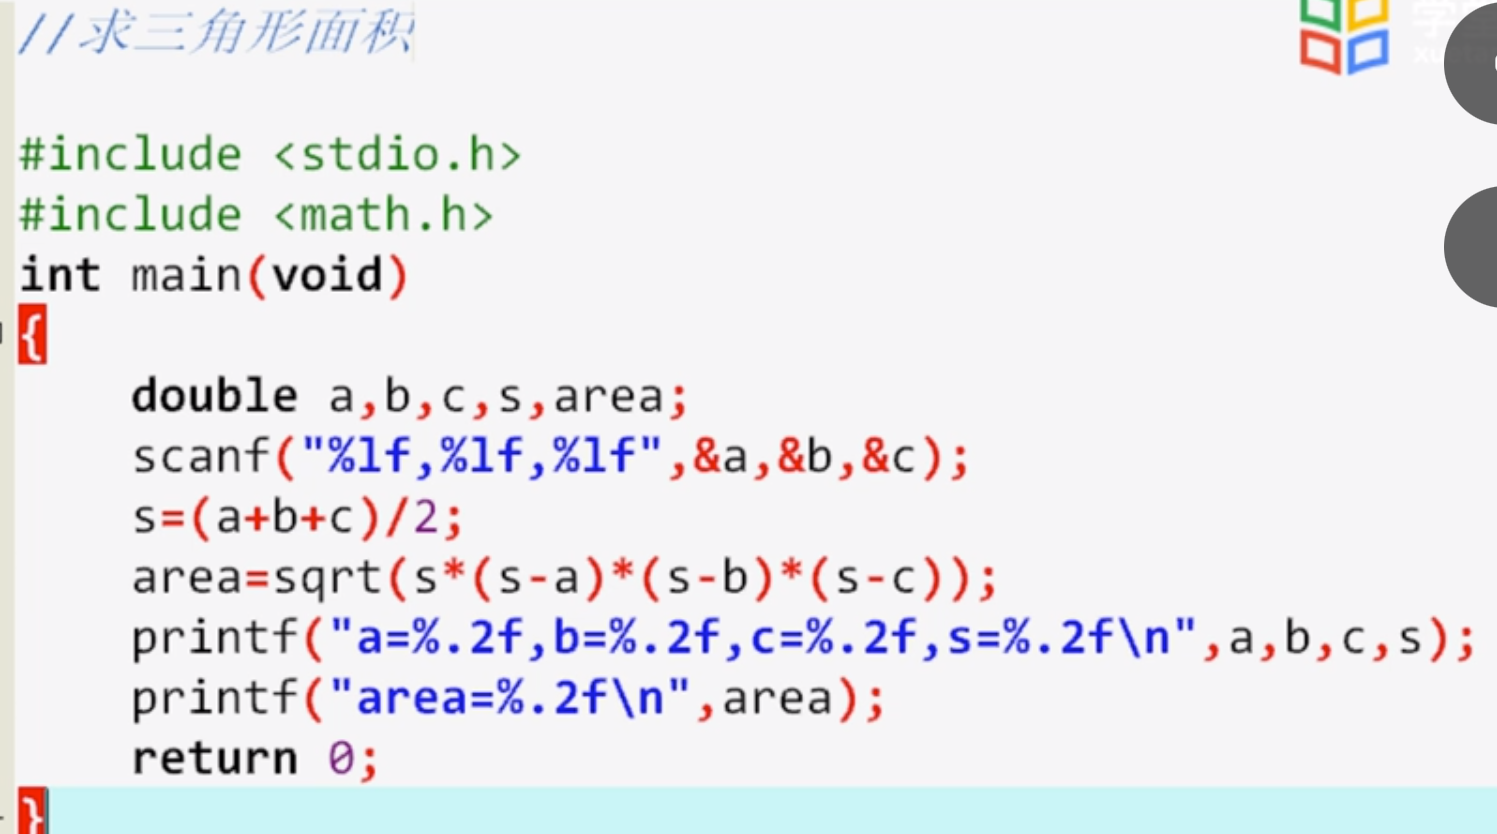 //求三角形面积
#include <stdio.h>
#include <math.h>
int main(void)
{
    double a,b,c,s,area;
    scanf("%lf,%lf,%lf",&a,&b,&c);
    s=(a+b+c)/2;
    area=sqrt(s*(s-a)*(s-b)*(s-c));
    printf("a=%.2f,b=%.2f,c=%.2f,s=%.2f\n",a,b,c,s);
    printf("area=%.2f\n",area);
    return 0;
}